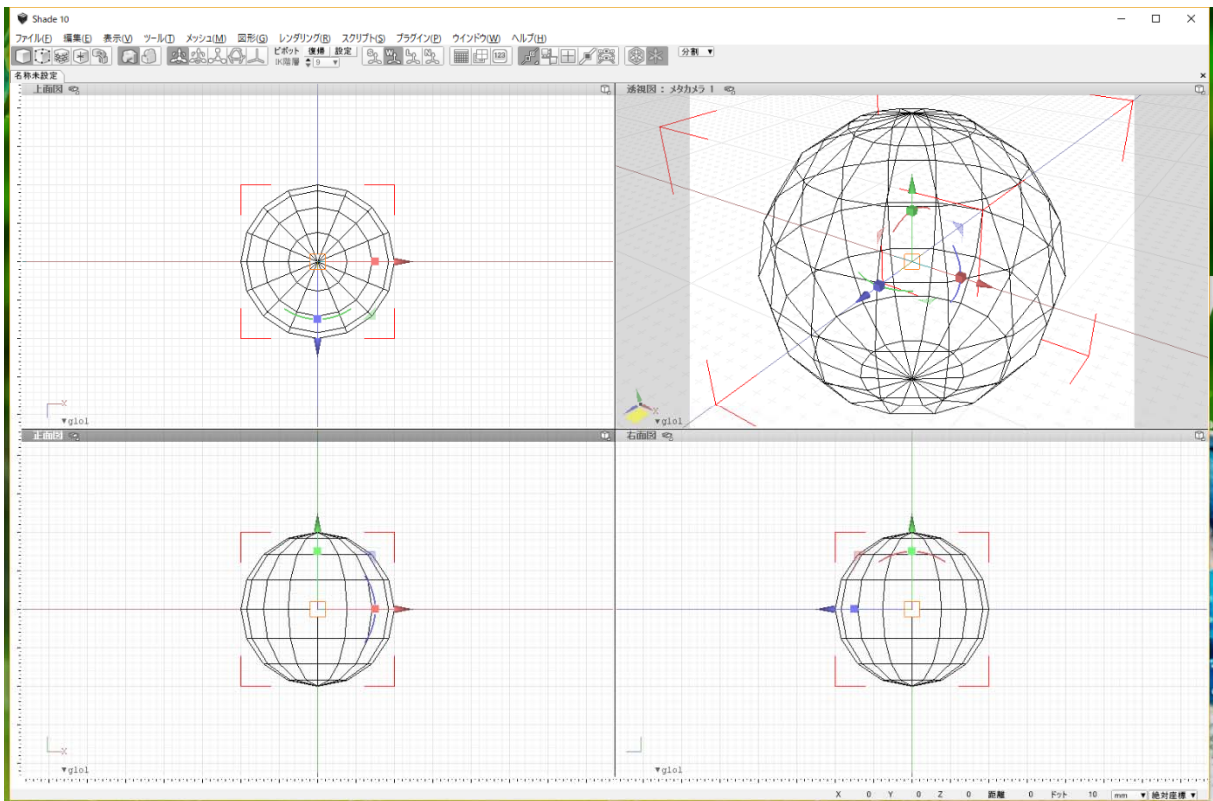 Shade 10
ファイル(F) 編集(E) 表示(V) ツール(T) メッシュ(M) 図形(G) レンダリング(R) スクリプト(S) プラグイン(P) ウインドウ(W) ヘルプ(H)
ピボット 復帰 設定
IK階層 9
123
分割
名称未設定
上面図
透視図: メタカメラ 1
X
▼glol
X
▼glol
正面図
右面図
X
▼glol
▼glol
X 0 Y 0 Z 0 距離 0 ドット 10 mm ▼ 絶対座標 ▼